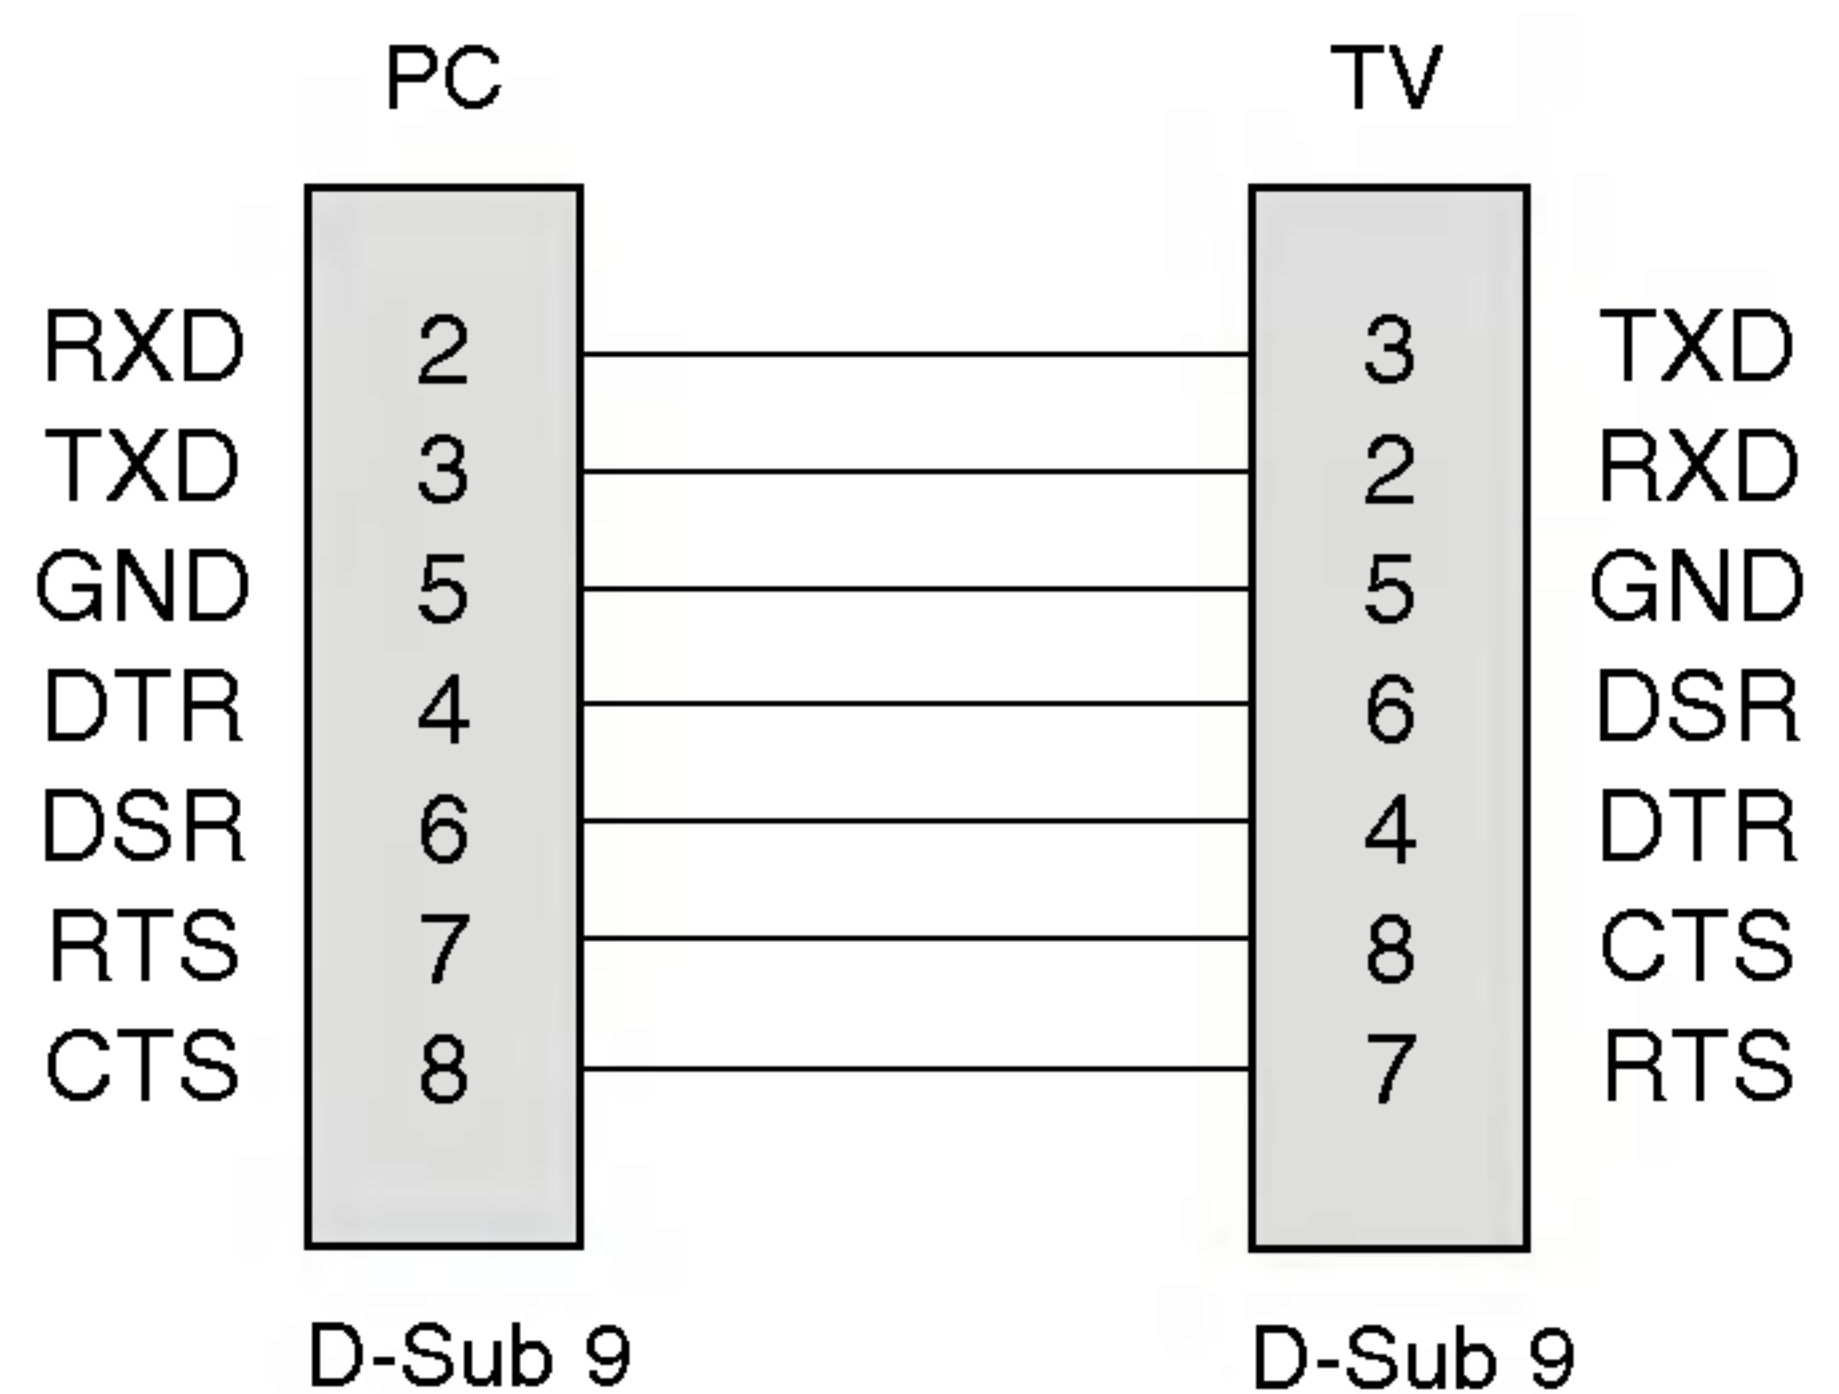 PC TV
RXD 2 3 TXD
TXD 3 2 RXD
GND 5 5 GND
DTR 4 6 DSR
DSR 6 4 DTR
RTS 7 8 CTS
CTS 8 7 RTS
D-Sub 9 D-Sub 9